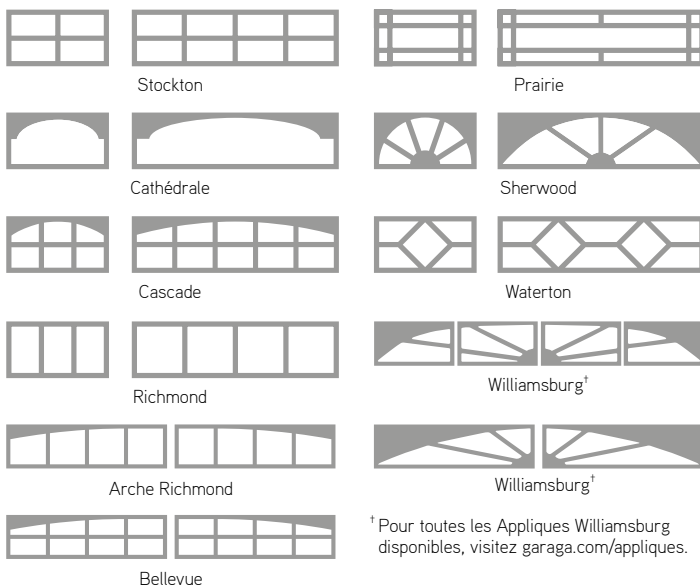 Stockton
Prairie
Cathédrale
Sherwood
Cascade
Waterton
Richmond
Williamsburg†
Arche Richmond
Williamsburg†
Bellevue
† Pour toutes les Appliques Williamsburg
disponibles, visitez garaga.com/appliques.